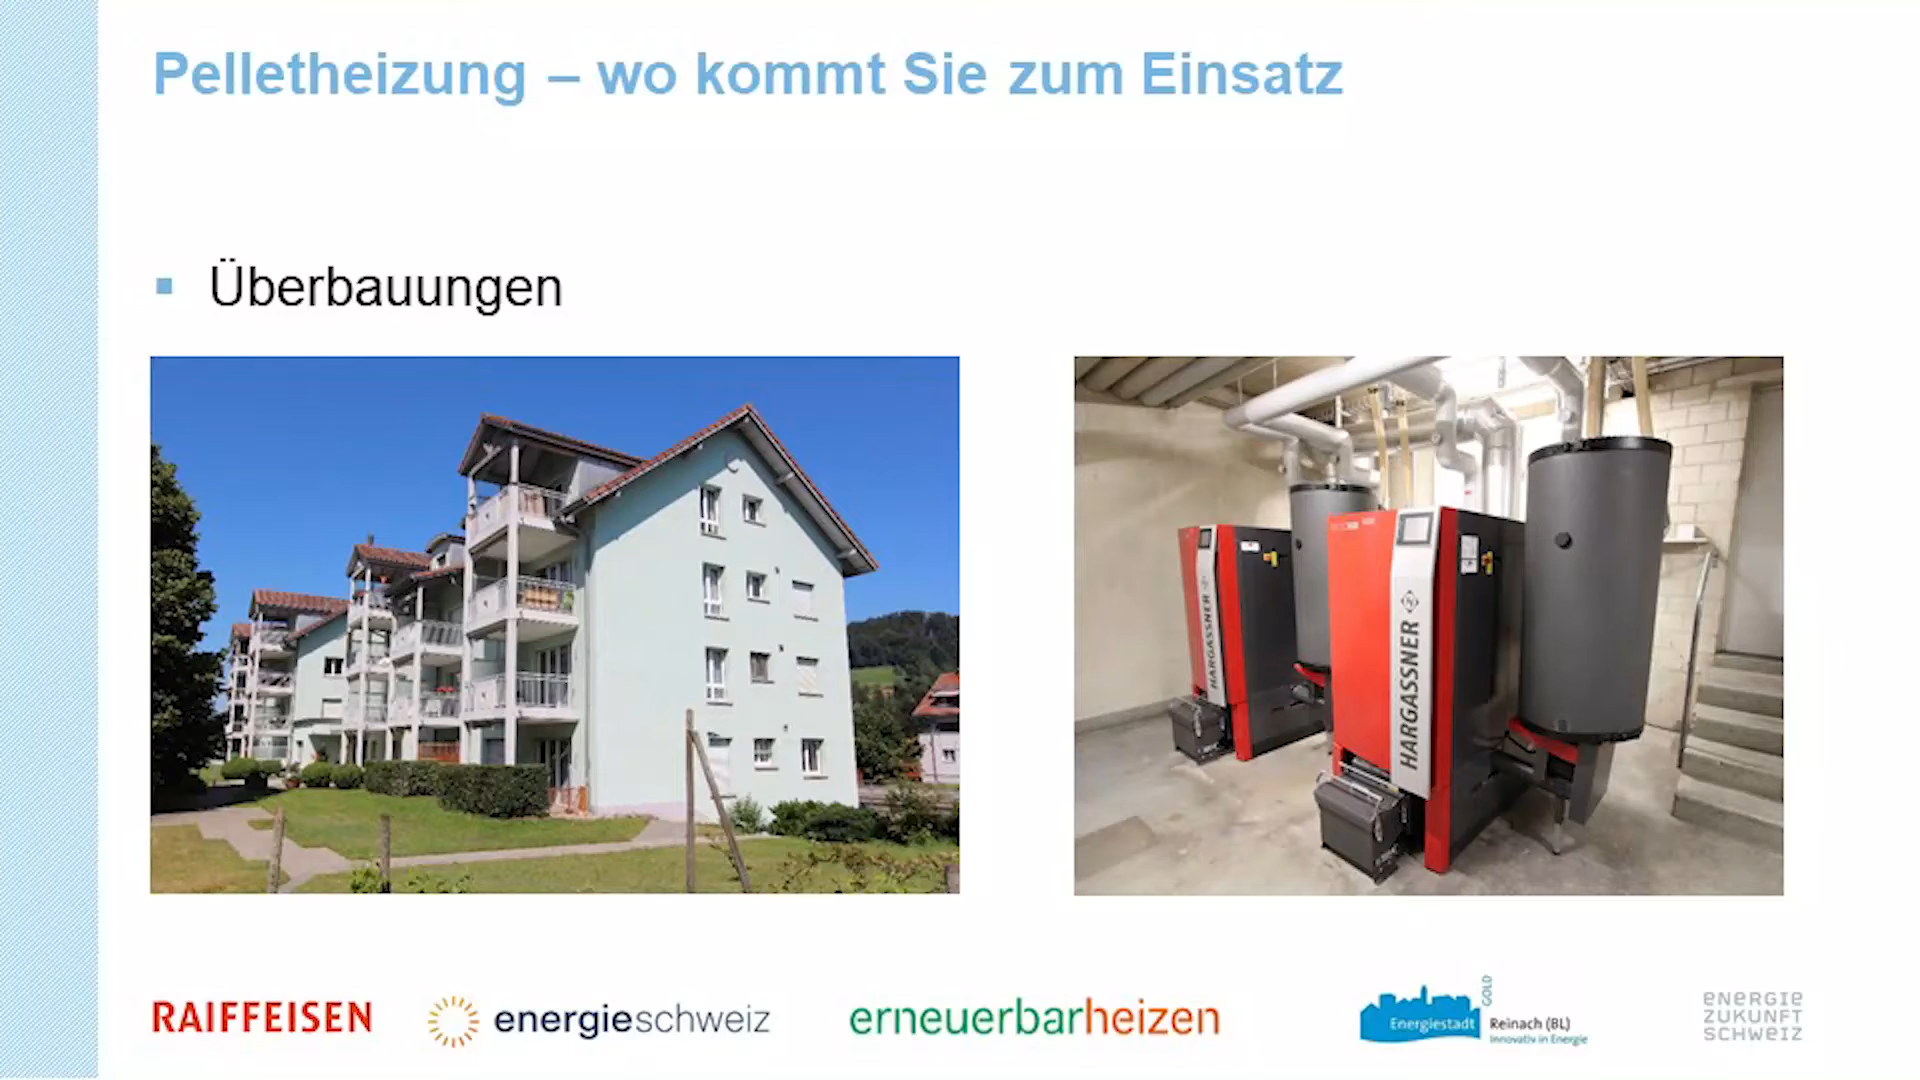 Pelletheizung – wo kommt Sie zum Einsatz
Überbauungen
HARGASSNER
HARGASSNER
RAIFFEISEN
energieschweiz
erneuerbarheizen
Energiestadt
GOLD
Reinach (BL)
Innovativ in Energie
ENERGIE
ZUKUNFT
SCHWEIZ